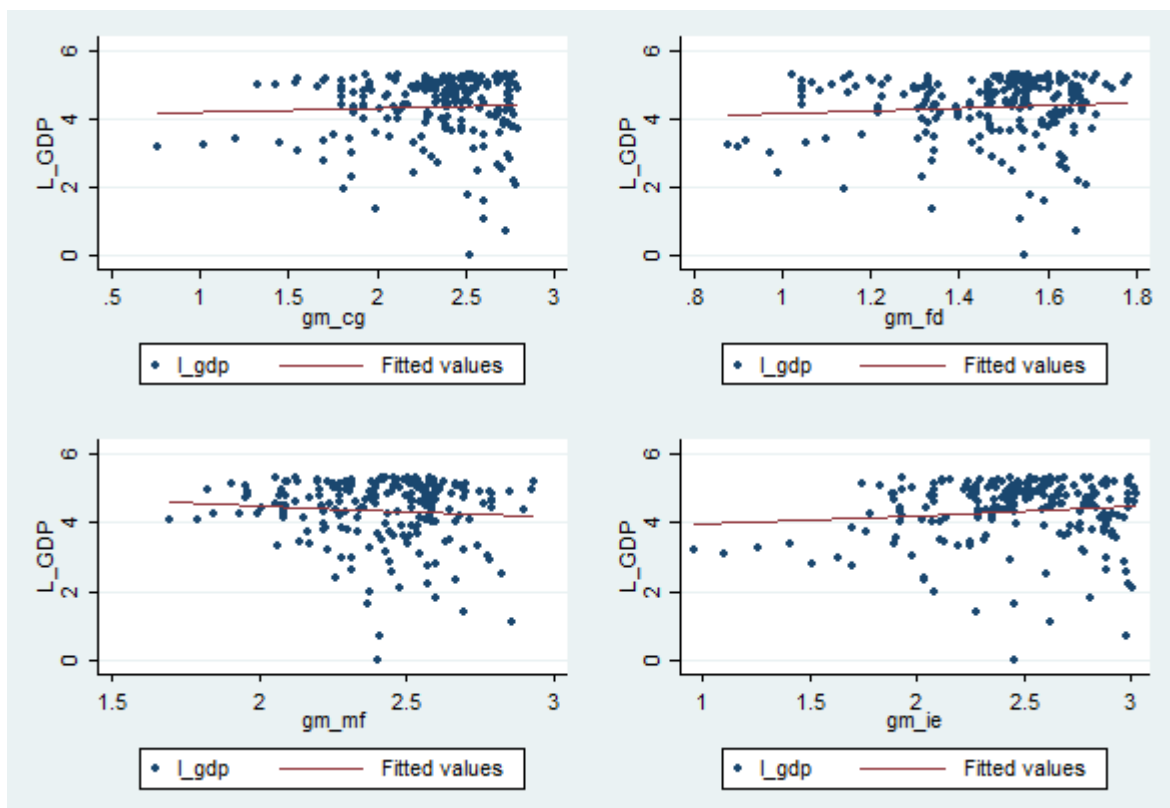 L_GDP
6
4
2
0
.5 1 1.5 2 2.5 3
gm_cg
l_gdp Fitted values
L_GDP
6
4
2
0
.8 1 1.2 1.4 1.6 1.8
gm_fd
l_gdp Fitted values
L_GDP
6
4
2
0
1.5 2 2.5 3
gm_mf
l_gdp Fitted values
L_GDP
6
4
2
0
1 1.5 2 2.5 3
gm_ie
l_gdp Fitted values